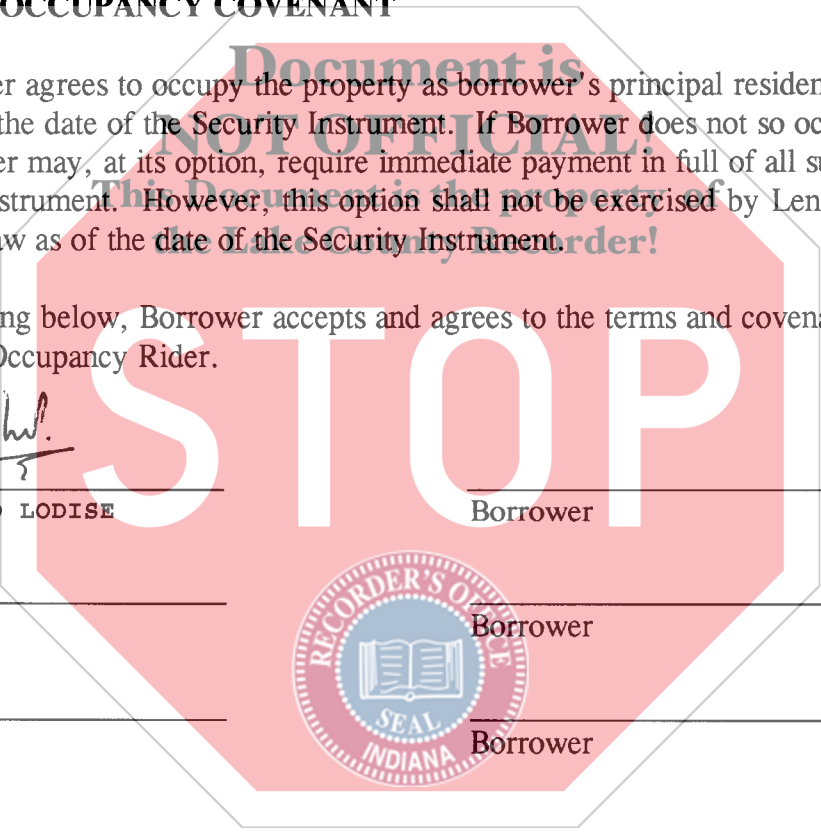 OCCUPANCY COVENANT
Document is
er agrees to occupy the property as borrower's principal residen
the date of the Security Instrument. If Borrower does not so oc
NOT OFFICIAL!
er may, at its option, require immediate payment in full of all s
This Document is the property of
strument. However, this option shall not be exercised by Len
aw as of the date of the Security Instrument.
the Lake County Recorder!
ng below, Borrower accepts and agrees to the terms and covena
Occupancy Rider.
STOP
LODISE
Borrower
RECORDER'S OFFICE
Borrower
SEAL
INDIANA
Borrower